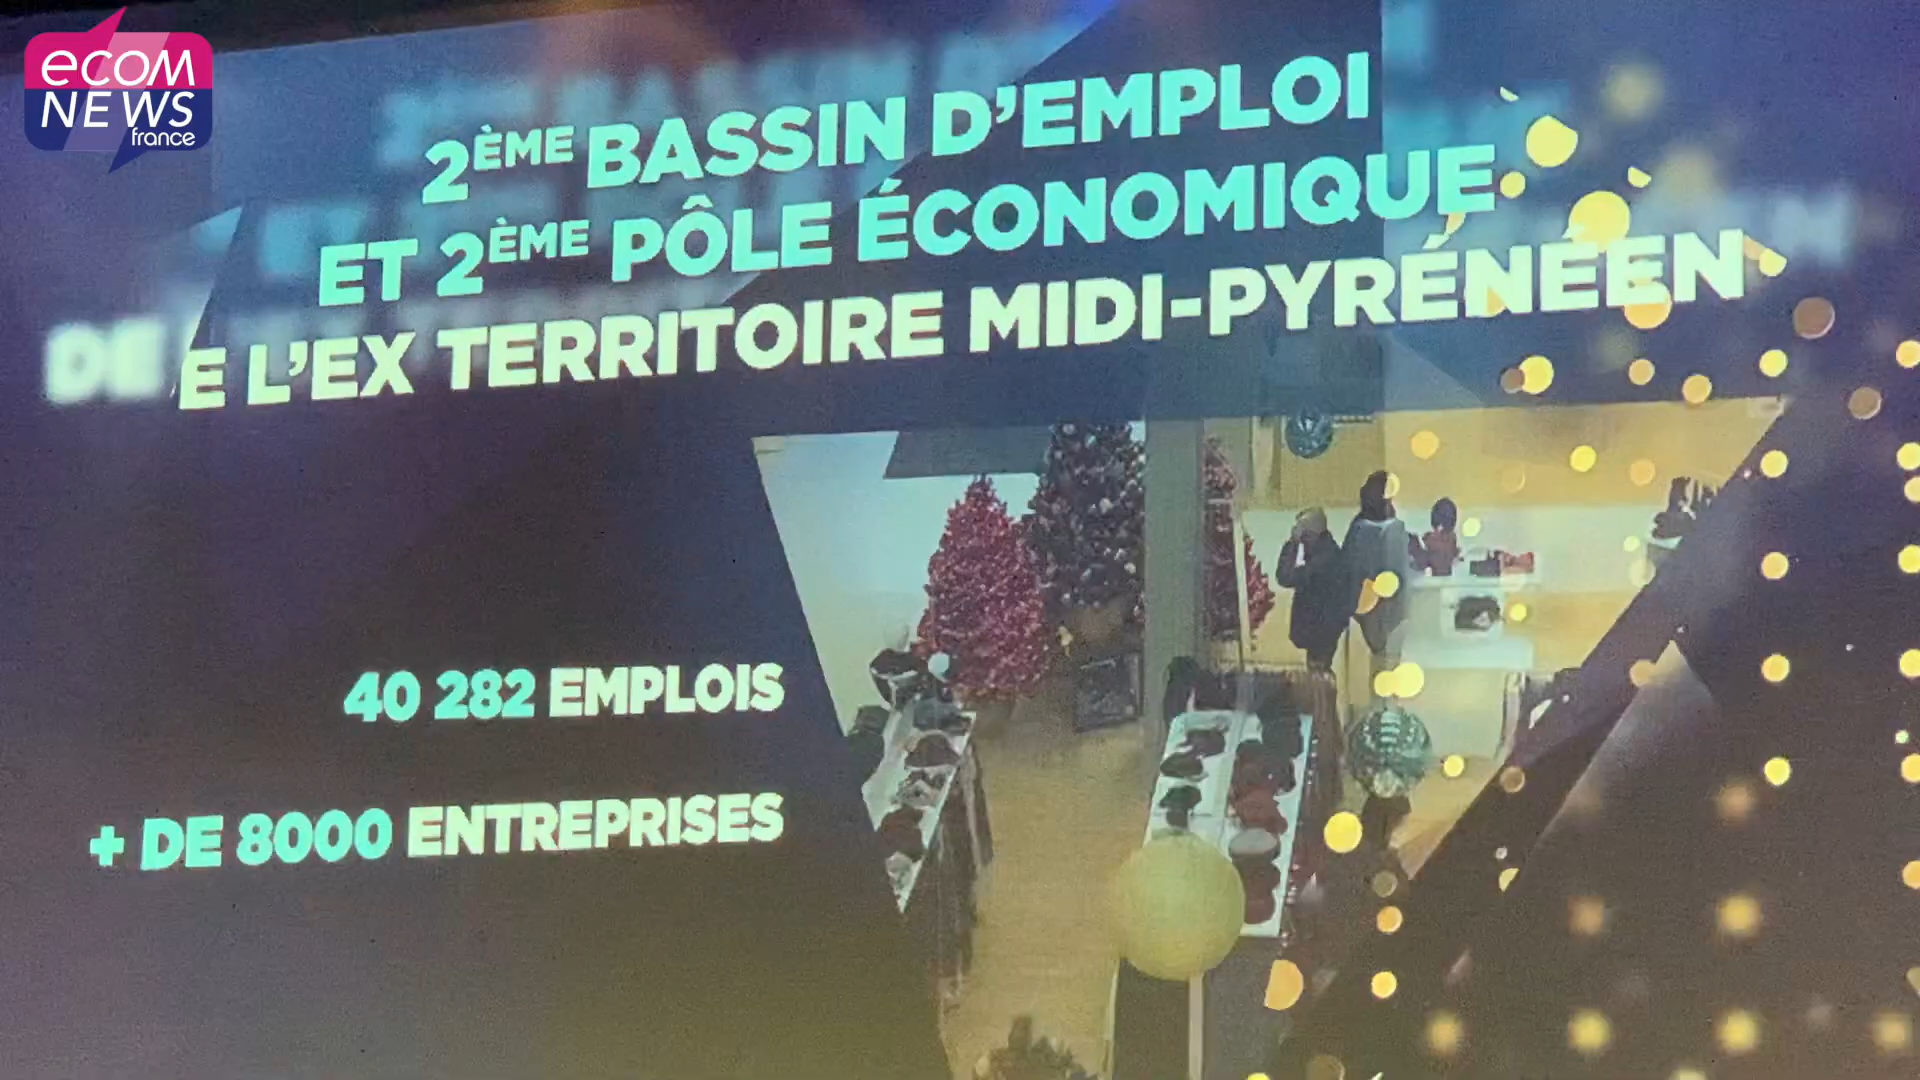 ecom
NEWS
france
2ÈME BASSIN D'EMPLOI
ET 2ÈME PÔLE ÉCONOMIQUE
DE L'EX TERRITOIRE MIDI-PYRÉNÉEN
40 282 EMPLOIS
+ DE 8000 ENTREPRISES